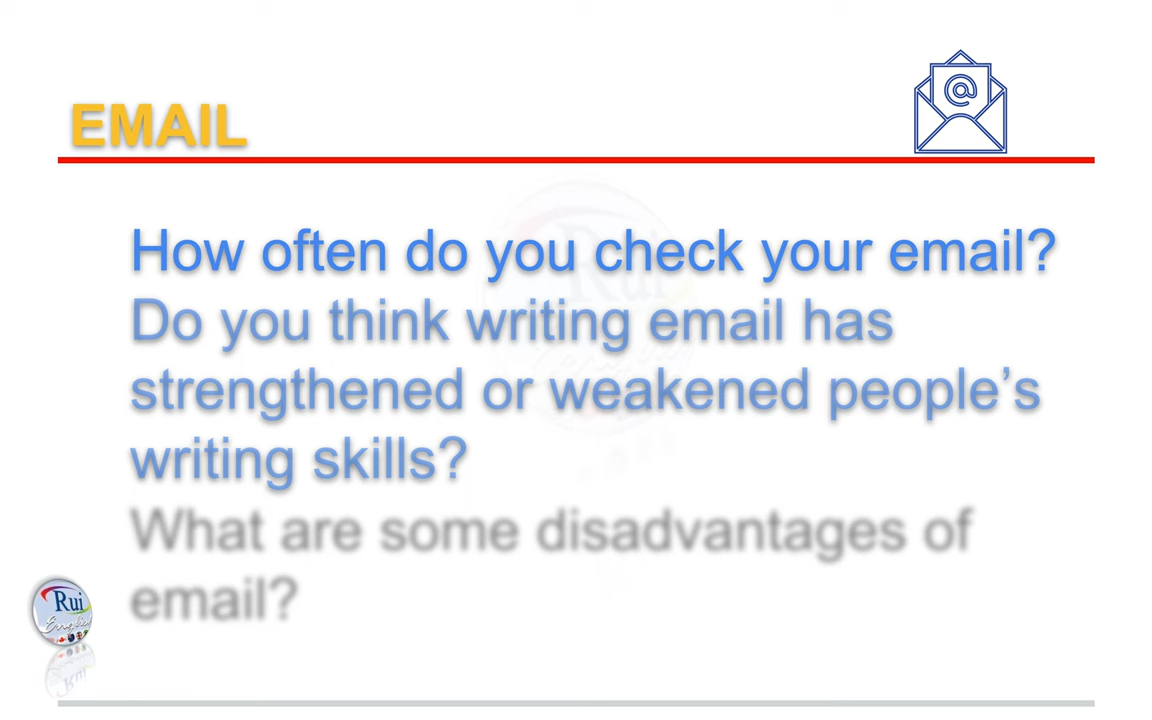 EMAIL
@
How often do you check your email?
Do you think writing email has
strengthened or weakened people’s
writing skills?
What are some disadvantages of
email?
Rui
English